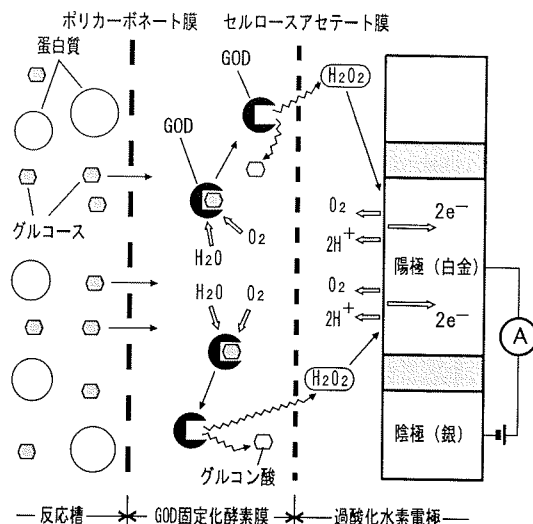 ポリカーボネート膜
セルロースアセテート膜
蛋白質
GOD
H2O2
GOD
グルコース
O2
H2O
O2
2H+
2e−
陽極(白金)
H2O
O2
O2
2H+
2e−
A
H2O2
グルコン酸
陰極(銀)
反応槽
GOD固定化酵素膜
過酸化水素電極